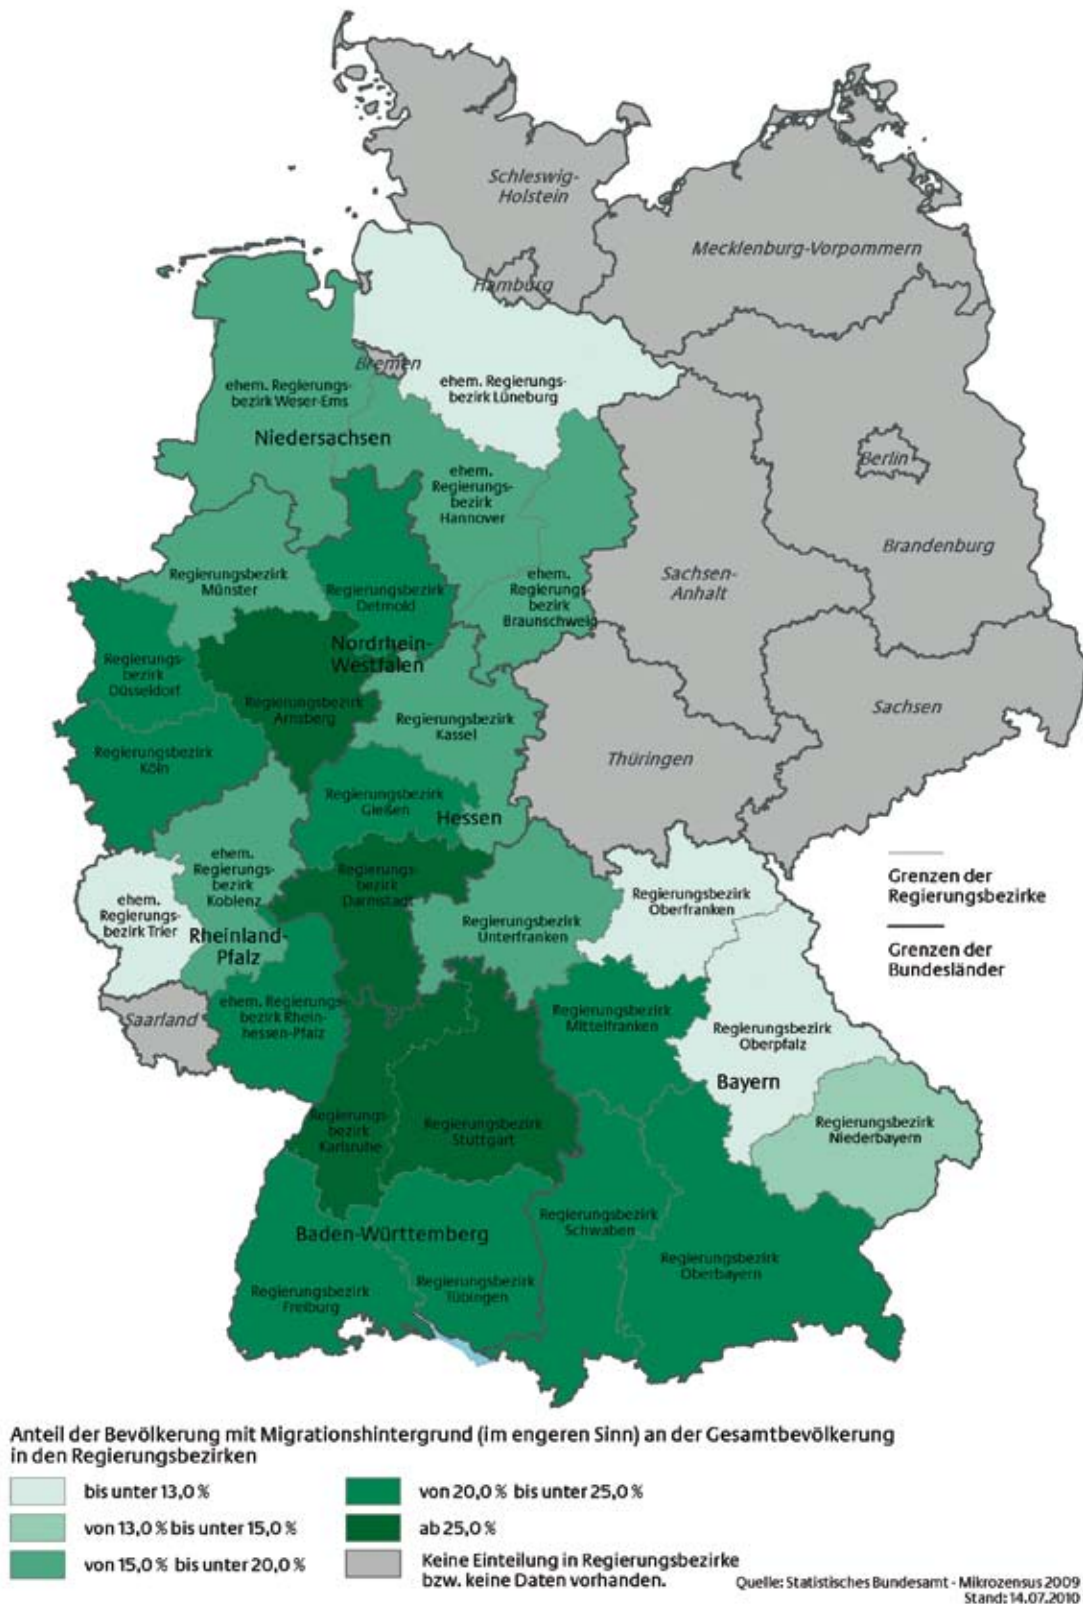 Schleswig-
Holstein
Mecklenburg-Vorpommern
Hamburg
Bremen
ehem. Regierungs-
bezirk Weser-Ems
ehem. Regierungs-
bezirk Lüneburg
Niedersachsen
ehem.
Regierungs-
bezirk
Hannover
Berlin
Brandenburg
Sachsen-
Anhalt
Regierungsbezirk
Münster
Regierungsbezirk
Detmold
ehem.
Regierungs-
bezirk
Braunschweig
Nordrhein-
Westfalen
Regierungs-
bezirk
Düsseldorf
Regierungsbezirk
Arnsberg
Regierungsbezirk
Kassel
Sachsen
Regierungsbezirk
Köln
Thüringen
Regierungsbezirk
Gießen
Hessen
ehem.
Regierungs-
bezirk
Koblenz
Regierungs-
bezirk
Darmstadt
ehem.
Regierungs-
bezirk Trier
Rheinland-
Pfalz
Regierungsbezirk
Unterfranken
Regierungsbezirk
Oberfranken
Grenzen der
Regierungsbezirke
Grenzen der
Bundesländer
Saarland
ehem. Regierungs-
bezirk Rhein-
hessen-Pfalz
Regierungsbezirk
Mittelfranken
Regierungsbezirk
Oberpfalz
Bayern
Regierungs-
bezirk
Karlsruhe
Regierungsbezirk
Stuttgart
Regierungsbezirk
Niederbayern
Baden-Württemberg
Regierungsbezirk
Schwaben
Regierungsbezirk
Oberbayern
Regierungsbezirk
Freiburg
Regierungsbezirk
Tübingen
Anteil der Bevölkerung mit Migrationshintergrund (im engeren Sinn) an der Gesamtbevölkerung
in den Regierungsbezirken
bis unter 13,0 %
von 13,0 % bis unter 15,0 %
von 15,0 % bis unter 20,0 %
von 20,0 % bis unter 25,0 %
ab 25,0 %
Keine Einteilung in Regierungsbezirke
bzw. keine Daten vorhanden.
Quelle: Statistisches Bundesamt - Mikrozensus 2009
Stand: 14.07.2010